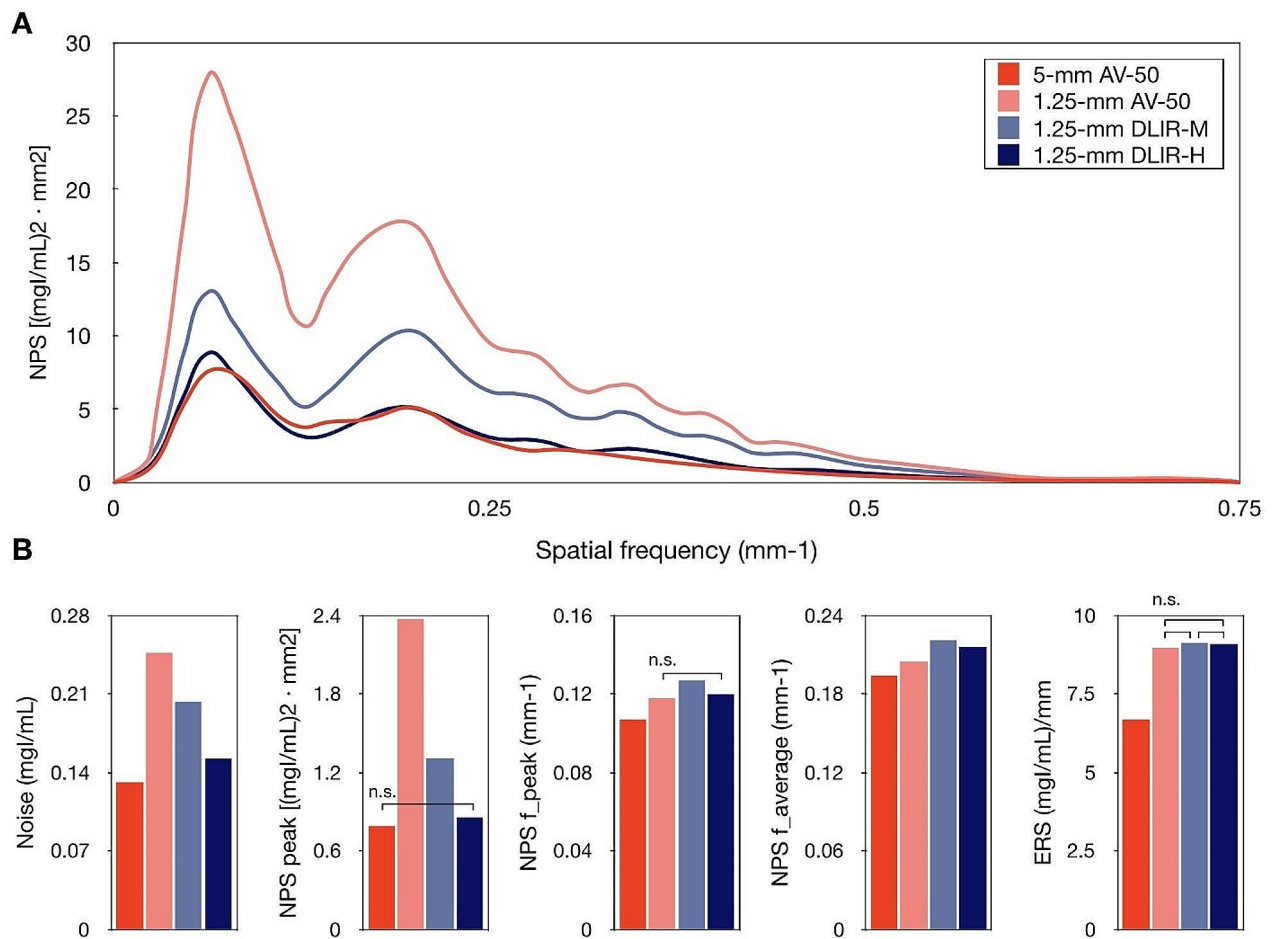 A
NPS [(mgI/mL)2 · mm2]
30
25
20
15
10
5
0
0 0.25 0.5 0.75
Spatial frequency (mm-1)
5-mm AV-50
1.25-mm AV-50
1.25-mm DLIR-M
1.25-mm DLIR-H
B
Noise (mgI/mL)
0.28
0.21
0.14
0.07
0
NPS peak [(mgI/mL)2 · mm2]
2.4
1.8
1.2
0.6
0
n.s.
NPS f_peak (mm-1)
0.16
0.12
0.08
0.04
0
n.s.
NPS f_average (mm-1)
0.24
0.18
0.12
0.06
0
ERS (mgI/mL)/mm
10
7.5
5
2.5
0
n.s.